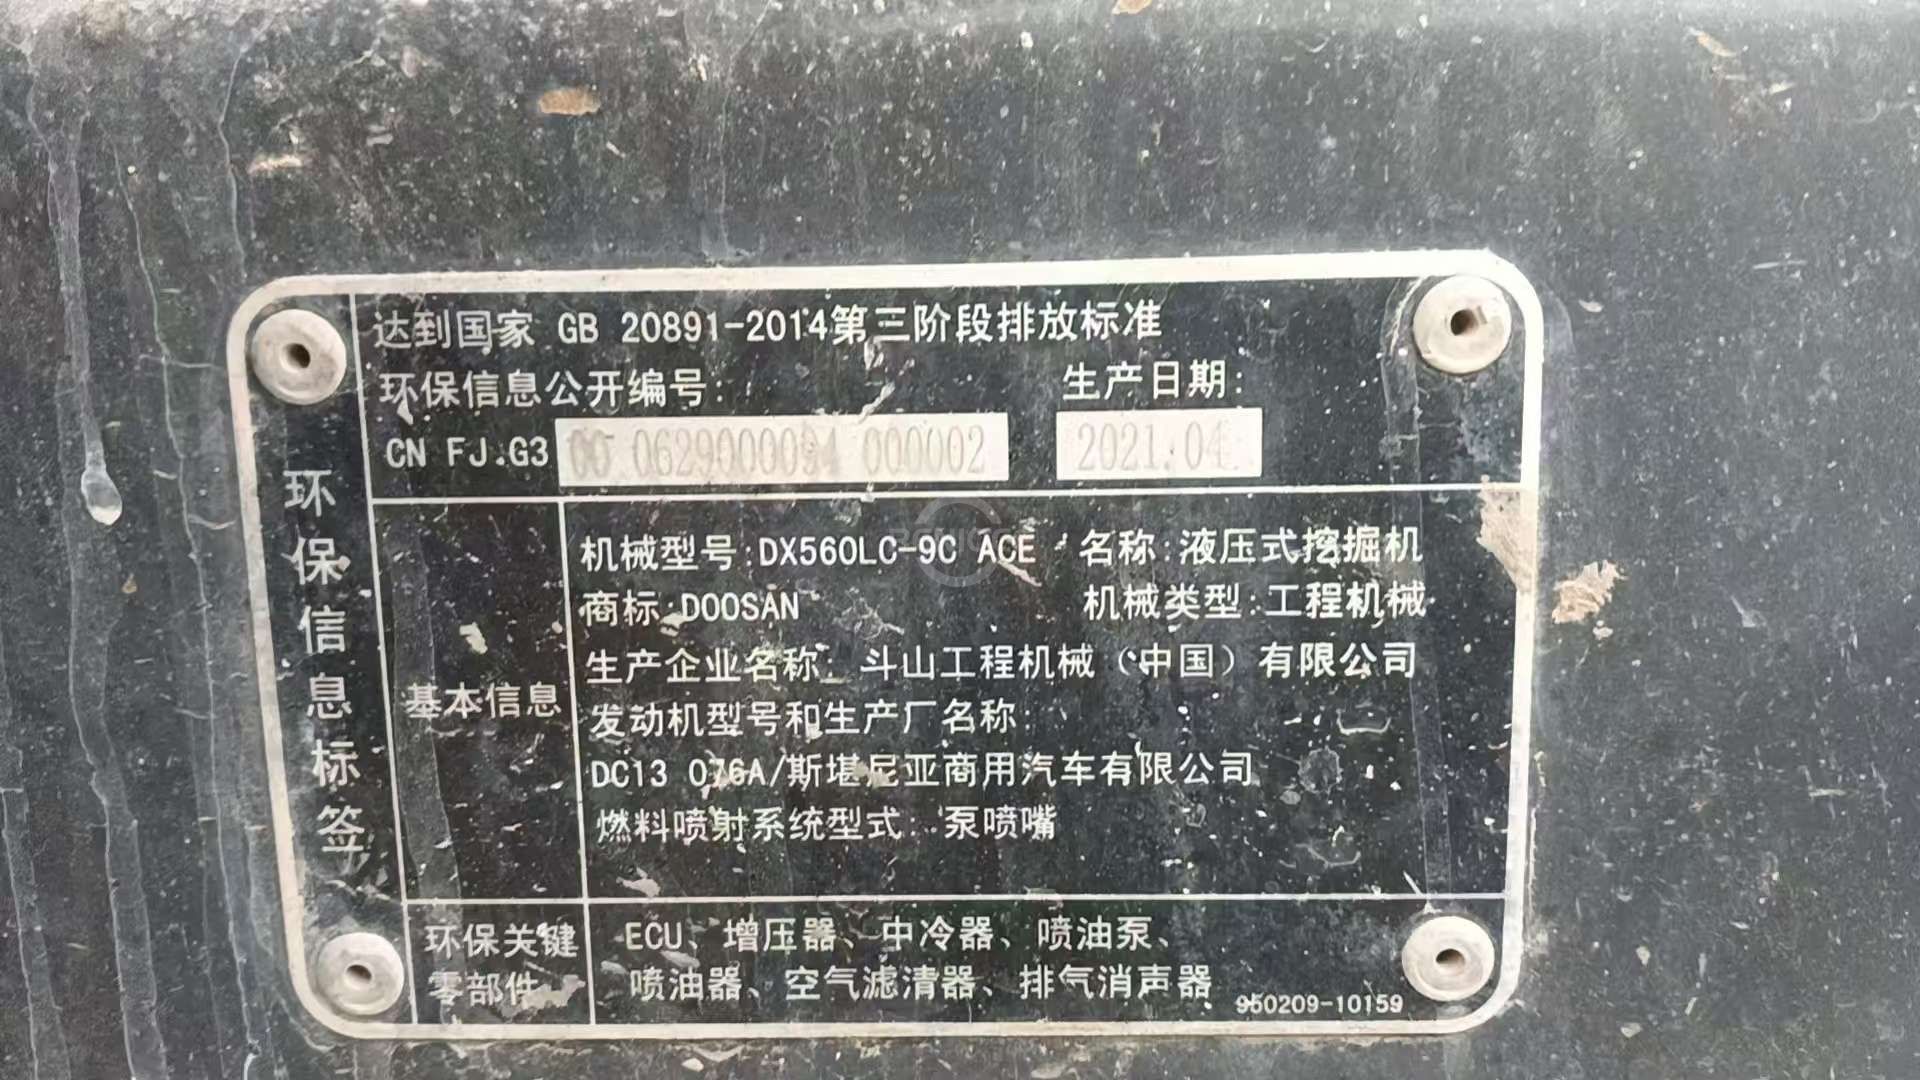 达到国家 GB 20891-2014第三阶段排放标准
环保信息公开编号:
生产日期:
CN FJ.G3 00 0629000094 000002
2021.04
环保信息标签
基本信息
机械型号:DX560LC-9C ACE 名称:液压式挖掘机
商标:DOOSAN 机械类型:工程机械
生产企业名称: 斗山工程机械（中国）有限公司
发动机型号和生产厂名称:
DC13 076A/斯堪尼亚商用汽车有限公司
燃料喷射系统型式: 泵喷嘴
环保关键
零部件
ECU、增压器、中冷器、喷油泵、
喷油器、空气滤清器、排气消声器
950209-10159